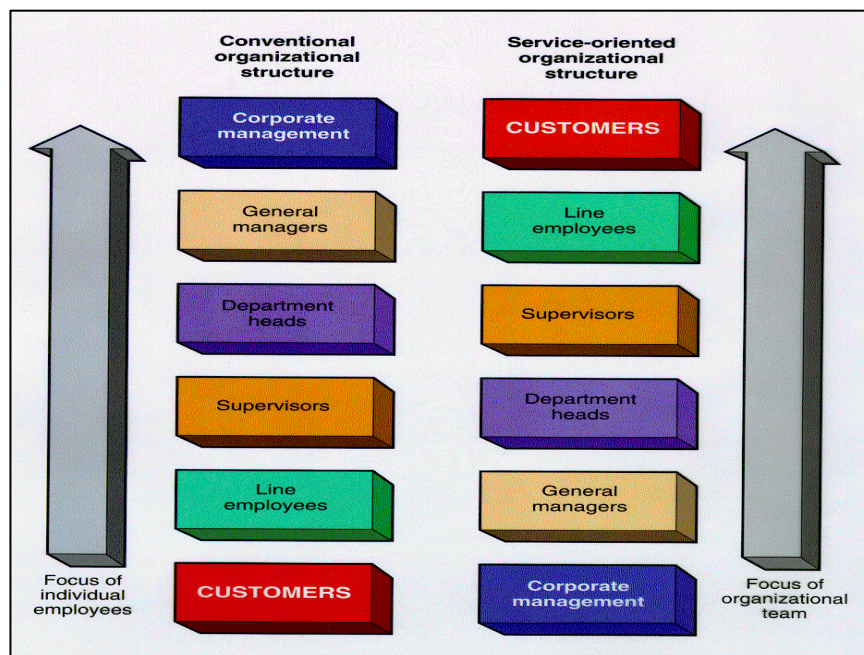 Conventional
organizational
structure
Corporate
management
General
managers
Department
heads
Supervisors
Line
employees
CUSTOMERS
Focus of
individual
employees
Service-oriented
organizational
structure
CUSTOMERS
Line
employees
Supervisors
Department
heads
General
managers
Corporate
management
Focus of
organizational
team